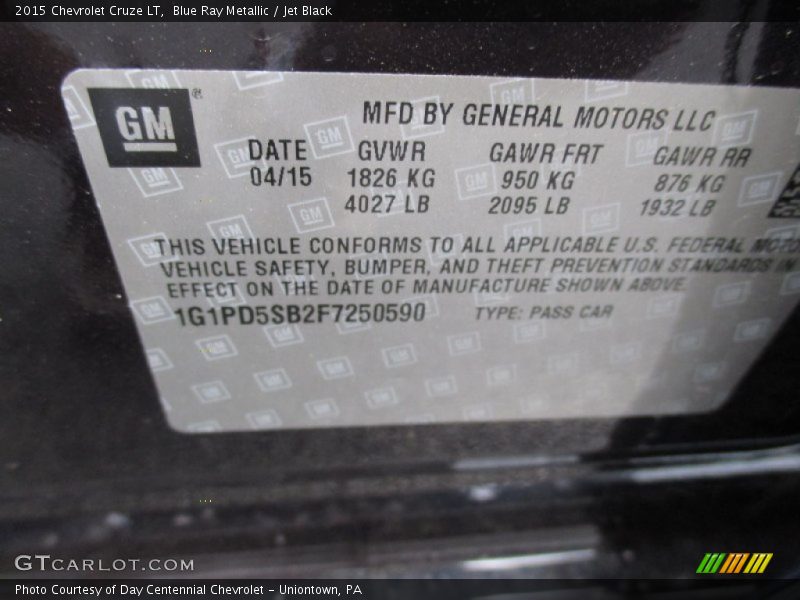 2015 Chevrolet Cruze LT, Blue Ray Metallic / Jet Black
GM®
MFD BY GENERAL MOTORS LLC
DATE GVWR GAWR FRT GAWR RR
04/15 1826 KG 950 KG 876 KG
4027 LB 2095 LB 1932 LB
THIS VEHICLE CONFORMS TO ALL APPLICABLE U.S. FEDERAL MOTO
VEHICLE SAFETY, BUMPER, AND THEFT PREVENTION STANDARDS IN
EFFECT ON THE DATE OF MANUFACTURE SHOWN ABOVE.
1G1PD5SB2F7250590 TYPE: PASS CAR
GTCARLOT.COM
Photo Courtesy of Day Centennial Chevrolet – Uniontown, PA